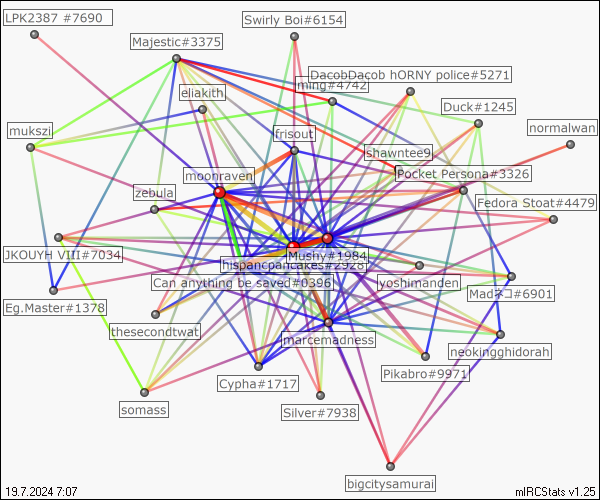 LPK2387 #7690
Swirly Boi#6154
Majestic#3375
DacobDacob hORNY police#5271
ming#4742
eliakith
Duck#1245
mukszi
frisout
normalwan
shawntee9
moonraven
Pocket Persona#3326
zebula
Fedora Stoat#4479
JKOUYH VIII#7034
Mushy#1984
hispancpancakes#2928
Can anything be saved#0396
yoshimanden
Madネコ#6901
Eg.Master#1378
thesecondtwat
marcemadness
neokingghidorah
Pikabro#9971
Cypha#1717
somass
Silver#7938
bigcitysamurai
19.7.2024 7:07
mIRCStats v1.25